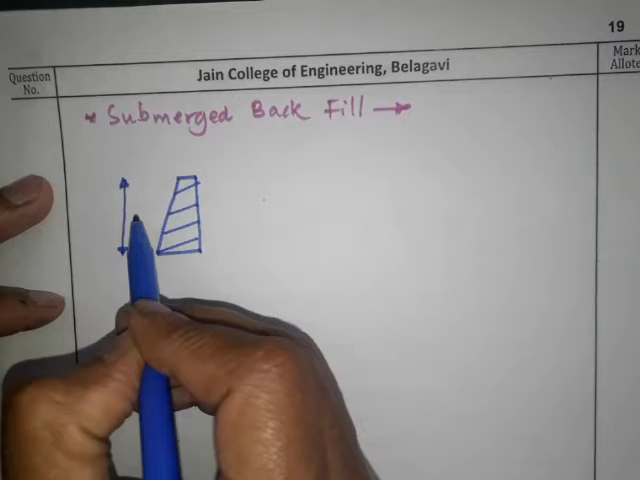 19
Question
No.
Jain College of Engineering, Belagavi
Mark
Allote
* Submerged Back Fill →